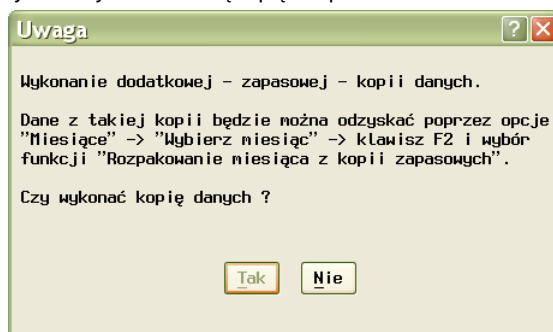 Uwaga
Wykonanie dodatkowej - zapasowej - kopii danych.
Dane z takiej kopii będzie można odzyskać poprzez opcje
"Miesiące" -> "Wybierz miesiąc" -> klawisz F2 i wybór
funkcji "Rozpakowanie miesiąca z kopii zapasowych".
Czy wykonać kopię danych ?
Tak Nie